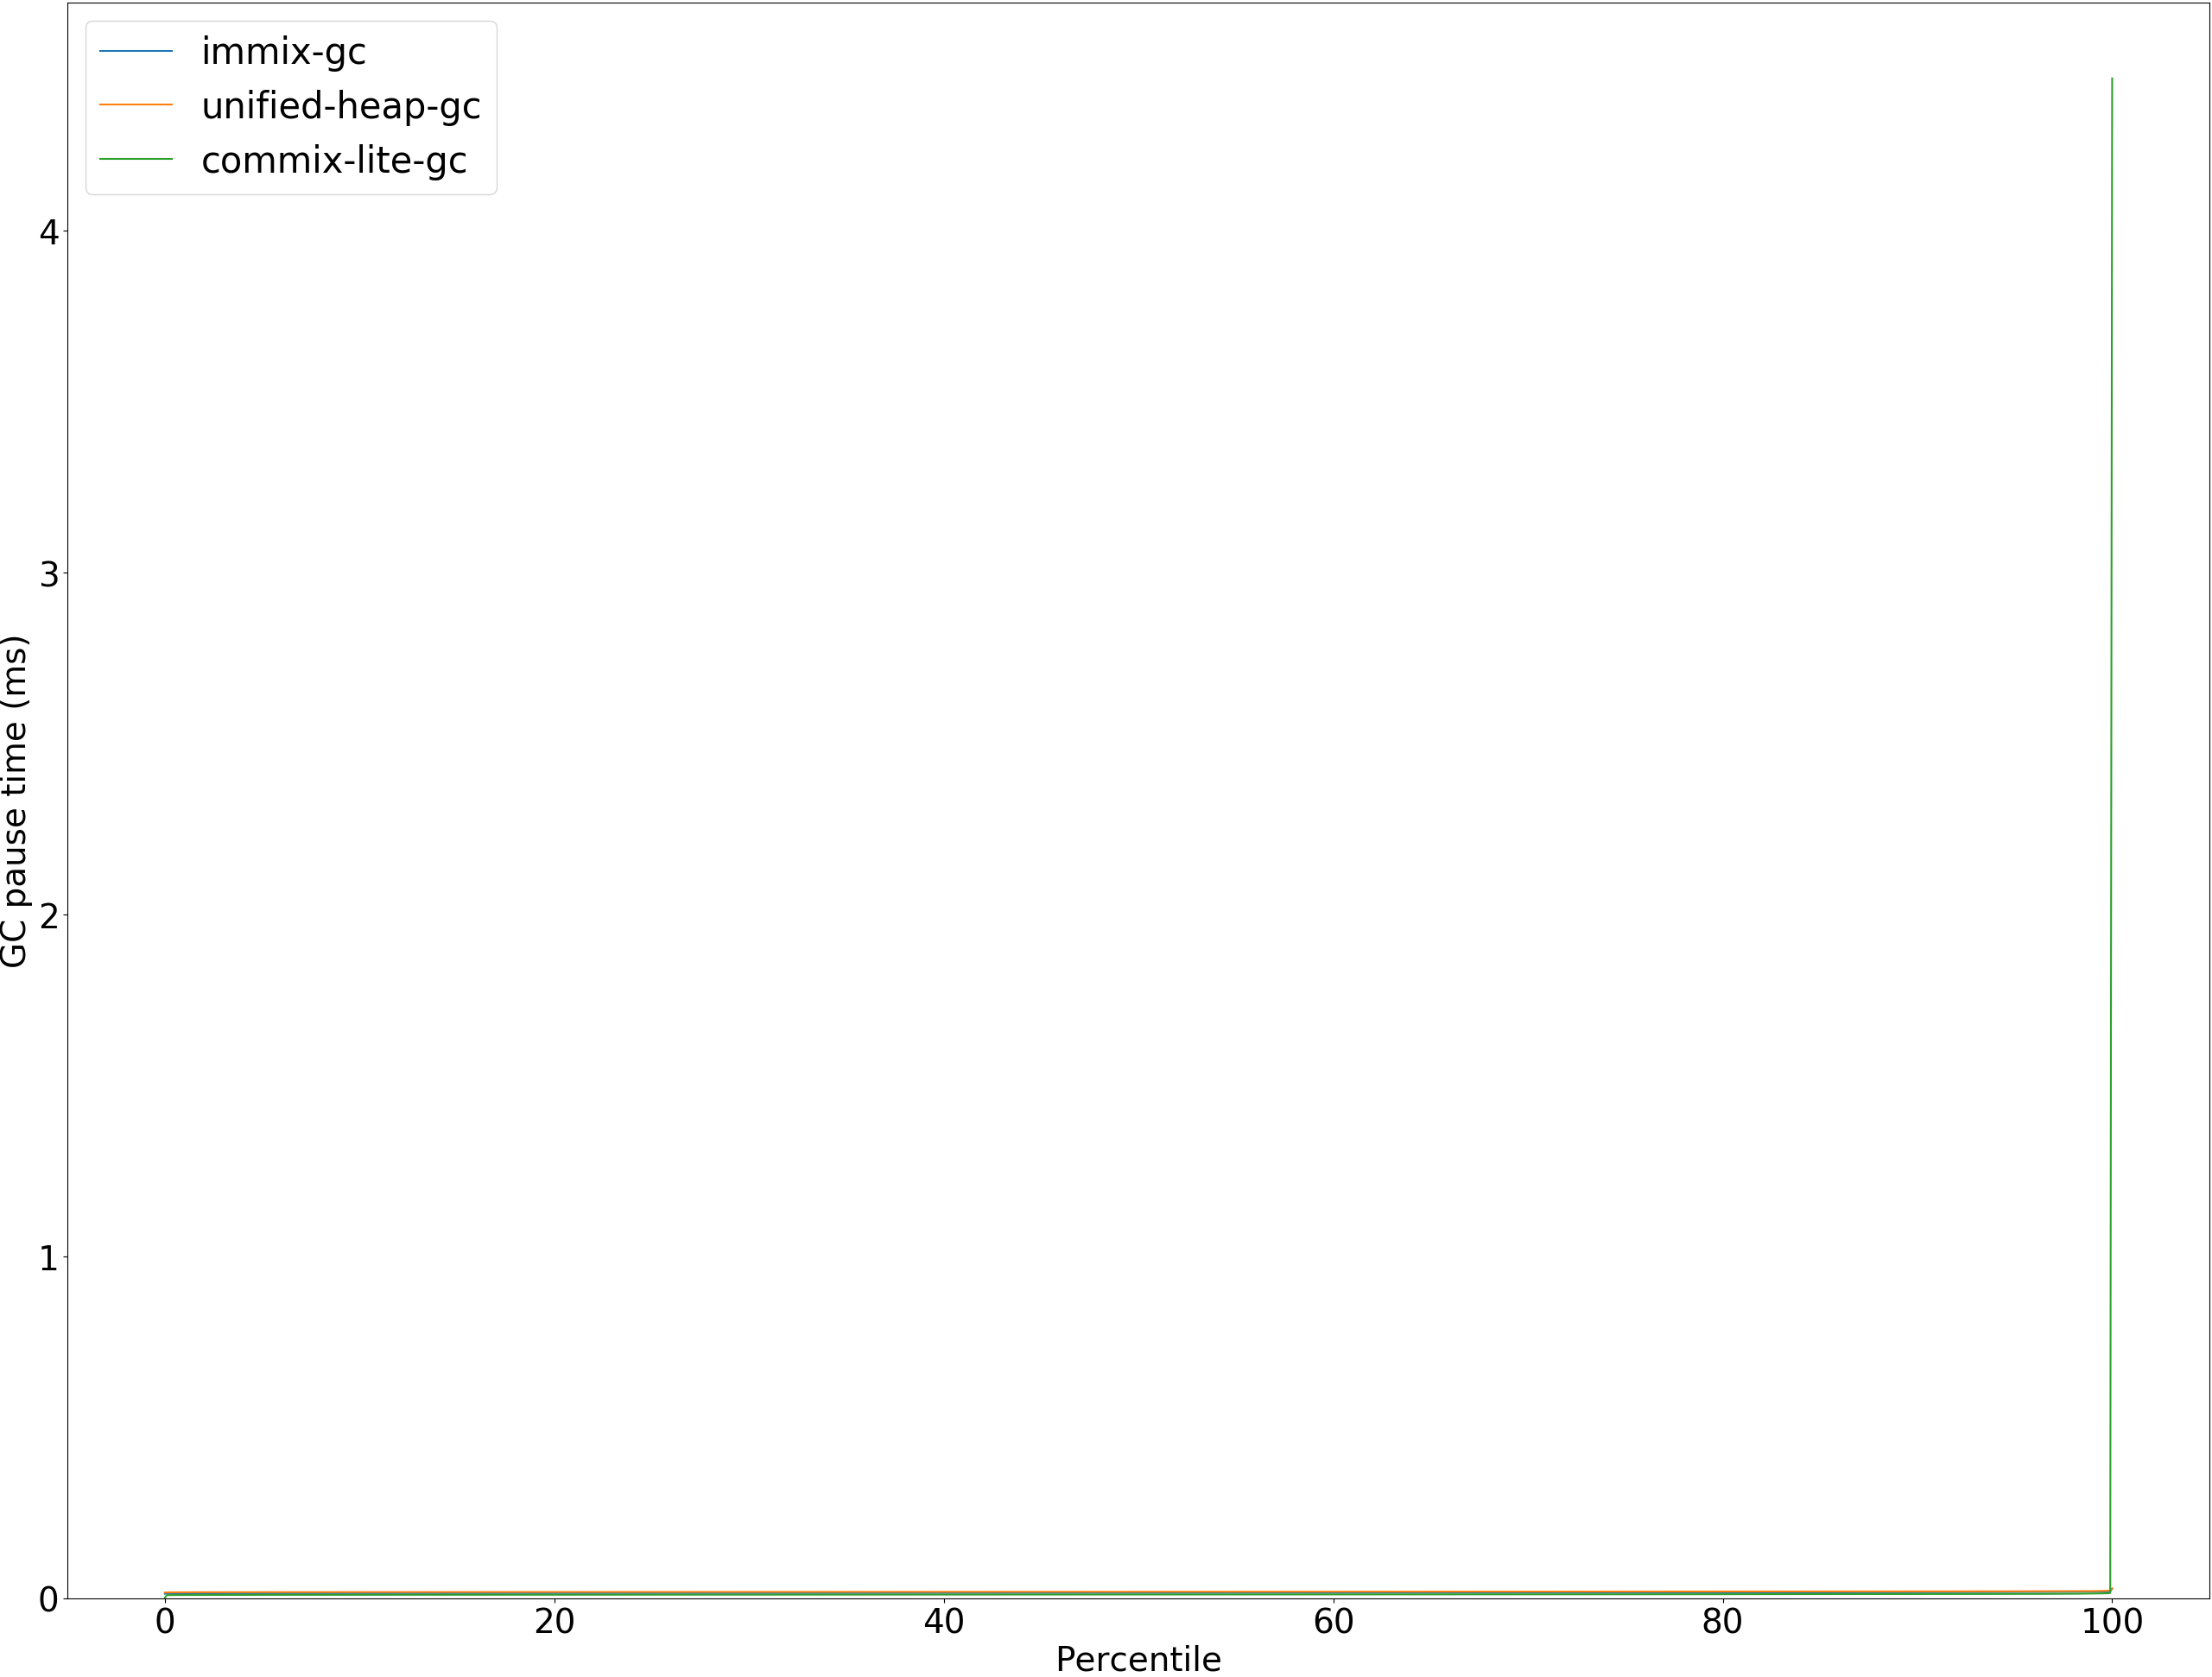 immix-gc
unified-heap-gc
commix-lite-gc
GC pause time (ms)
4
3
2
1
0
0 20 40 60 80 100
Percentile